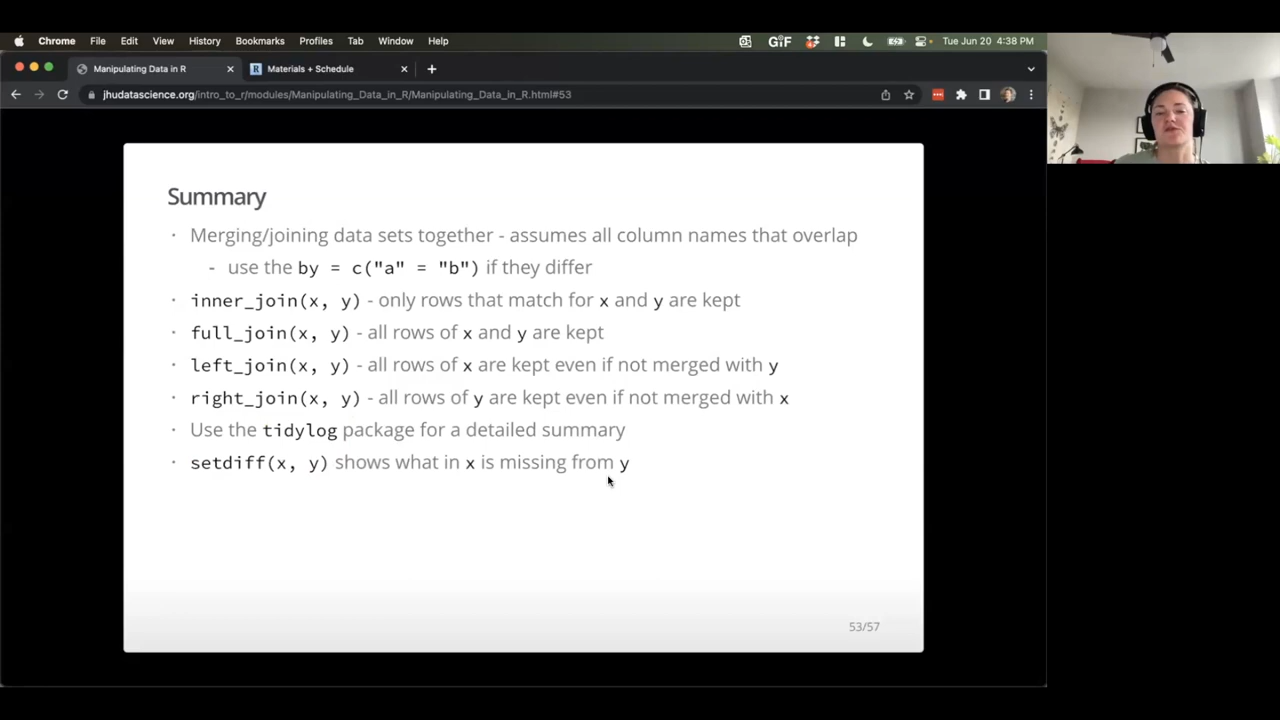 Chrome File Edit View History Bookmarks Profiles Tab Window Help GIF Tue Jun 20 4:38 PM
Manipulating Data in R Materials + Schedule
jhudatascience.org/intro_to_r/modules/Manipulating_Data_in_R/Manipulating_Data_in_R.html#53
Summary
· Merging/joining data sets together - assumes all column names that overlap
- use the by = c("a" = "b") if they differ
· inner_join(x, y) - only rows that match for x and y are kept
· full_join(x, y) - all rows of x and y are kept
· left_join(x, y) - all rows of x are kept even if not merged with y
· right_join(x, y) - all rows of y are kept even if not merged with x
· Use the tidylog package for a detailed summary
· setdiff(x, y) shows what in x is missing from y
53/57